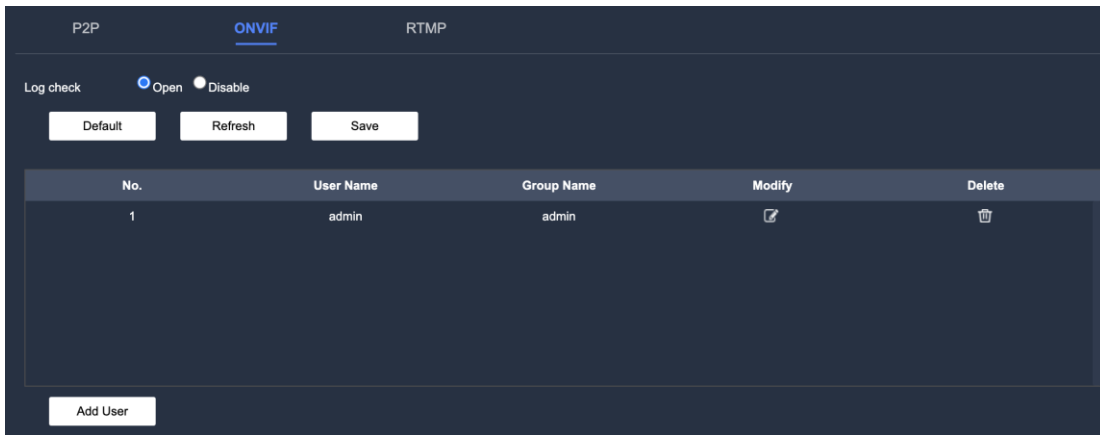 P2P ONVIF RTMP
Log check Open Disable
Default Refresh Save
No. User Name Group Name Modify Delete
1 admin admin
Add User